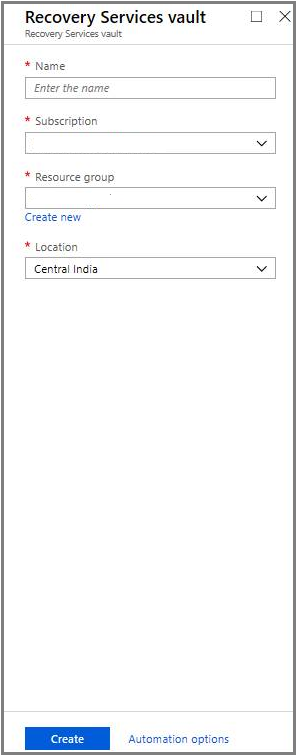 Recovery Services vault
Recovery Services vault
* Name
Enter the name
* Subscription
* Resource group
Create new
* Location
Central India
Create
Automation options